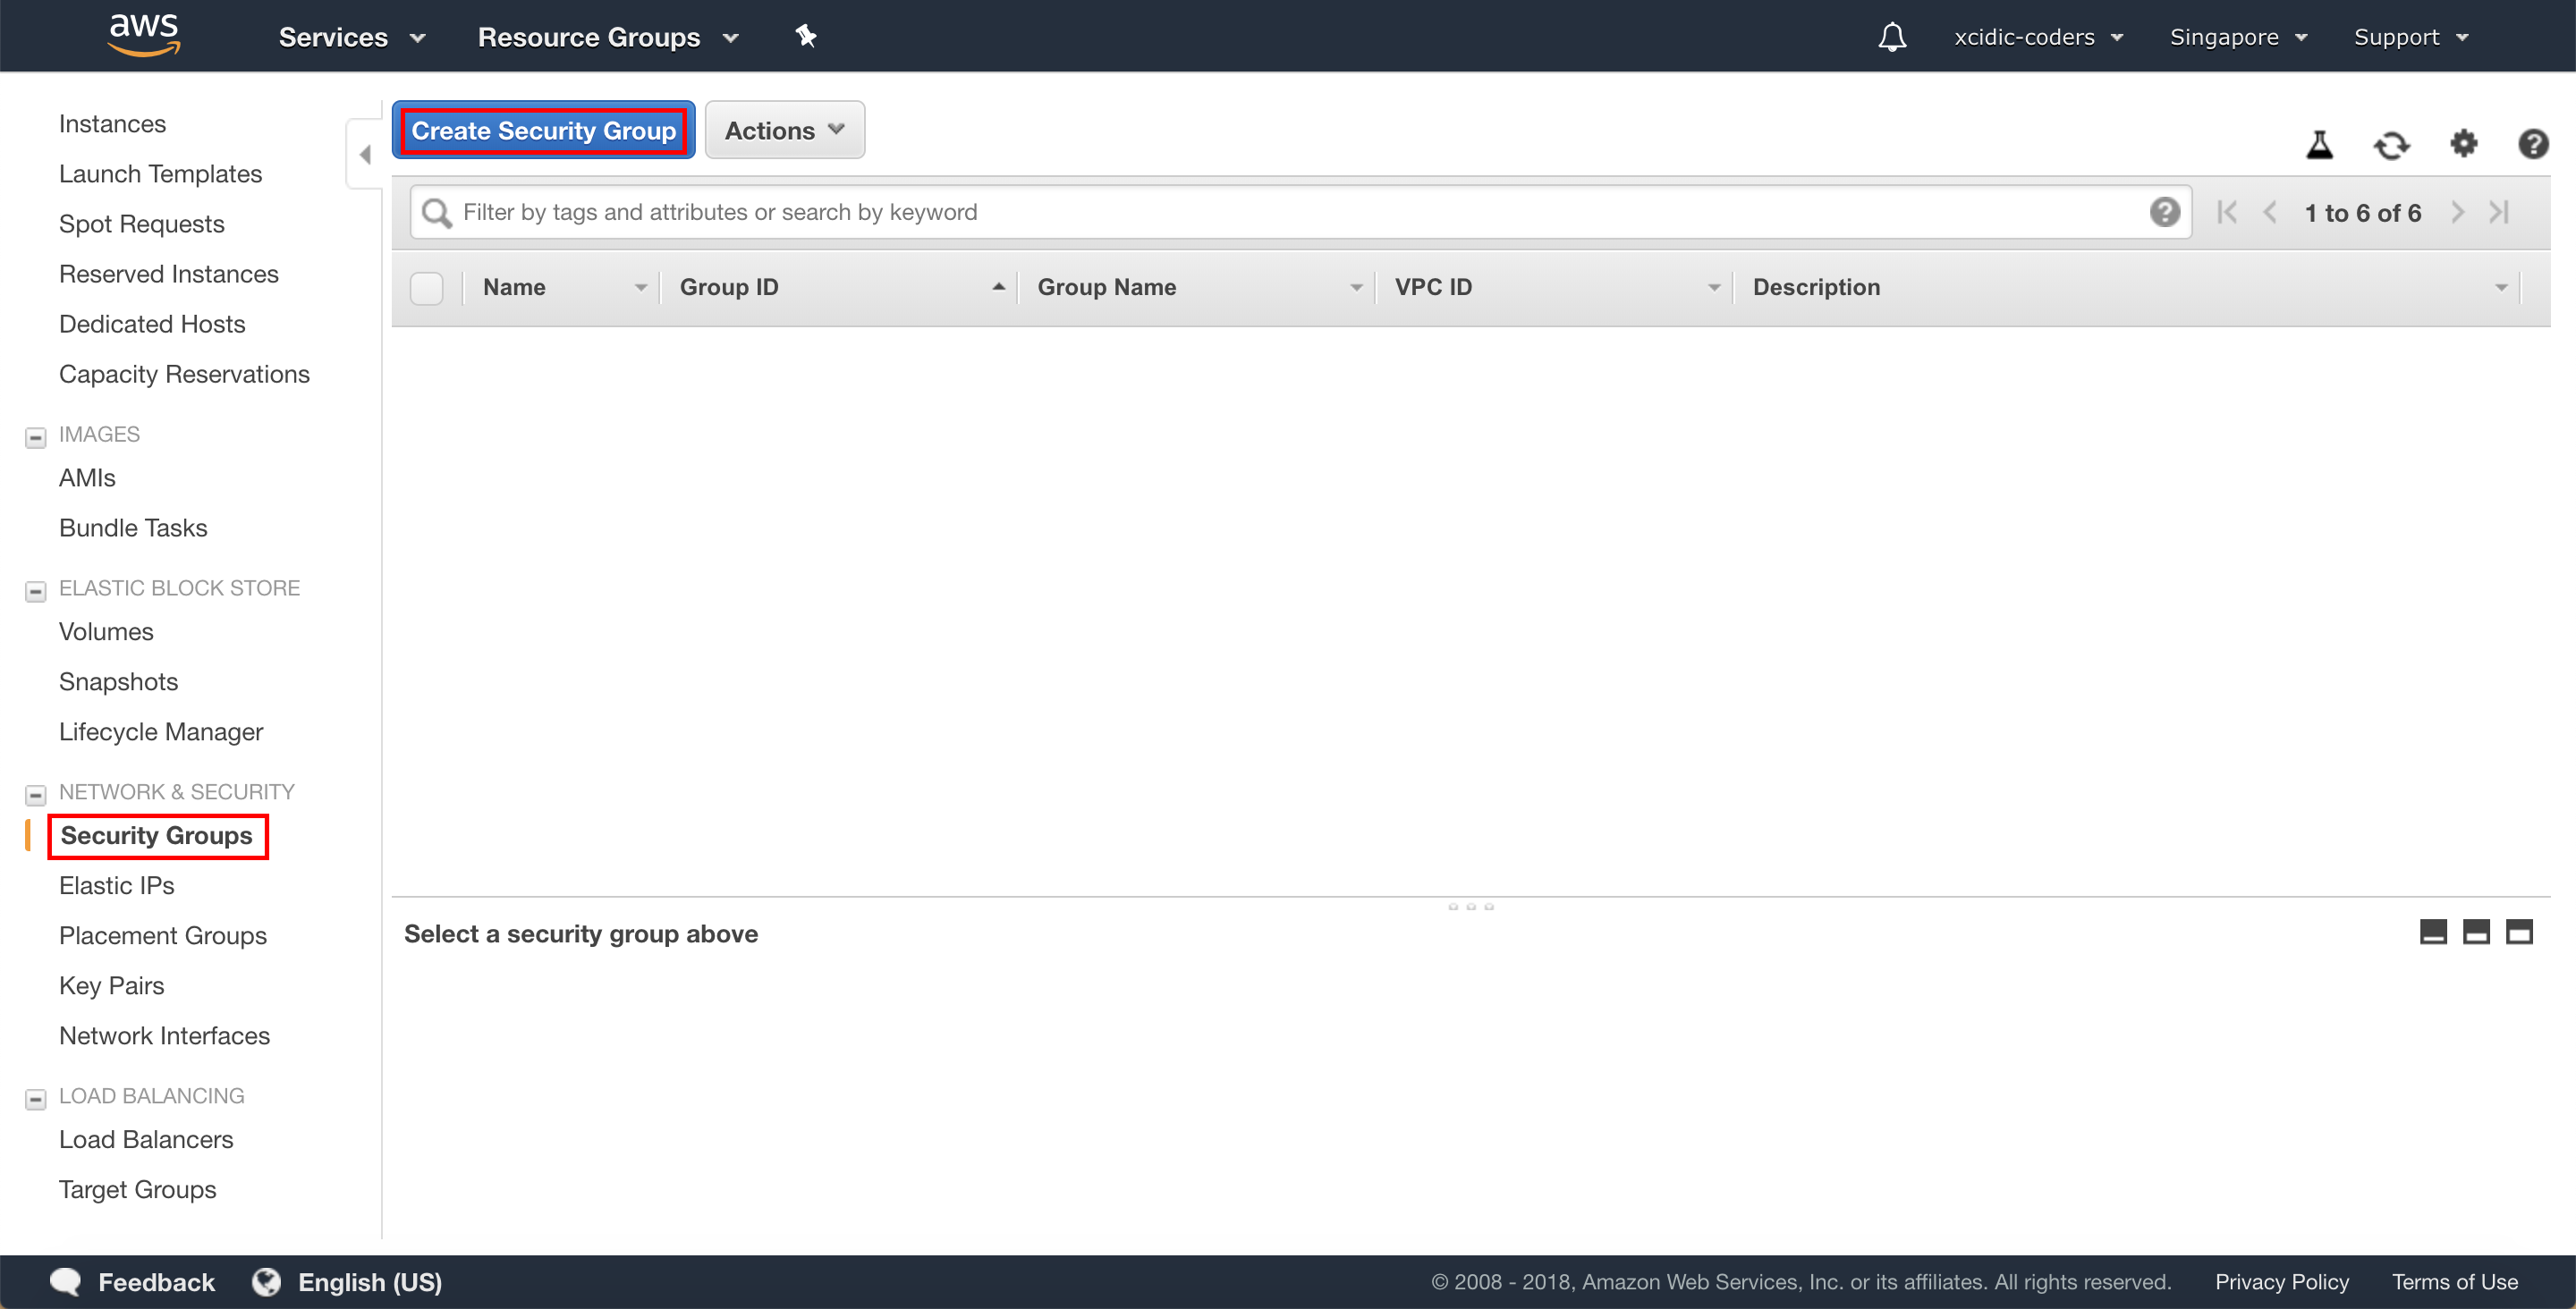 aws
Services
Resource Groups
xcidic-coders
Singapore
Support
Instances
Launch Templates
Spot Requests
Reserved Instances
Dedicated Hosts
Capacity Reservations
IMAGES
AMIs
Bundle Tasks
ELASTIC BLOCK STORE
Volumes
Snapshots
Lifecycle Manager
NETWORK & SECURITY
Security Groups
Elastic IPs
Placement Groups
Key Pairs
Network Interfaces
LOAD BALANCING
Load Balancers
Target Groups
Create Security Group
Actions
?
Filter by tags and attributes or search by keyword
?
1 to 6 of 6
Name
Group ID
Group Name
VPC ID
Description
Select a security group above
Feedback
English (US)
© 2008 - 2018, Amazon Web Services, Inc. or its affiliates. All rights reserved.
Privacy Policy
Terms of Use